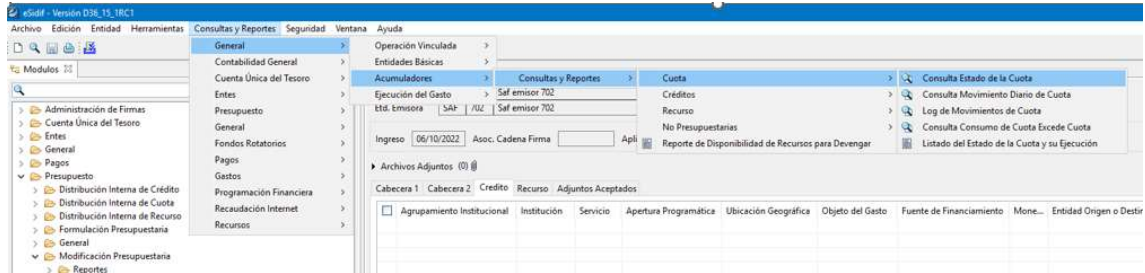 eSidif - Versión D36_15_1RC1
Archivo Edición Entidad Herramientas Consultas y Reportes Seguridad Ventana Ayuda
Modulos
Administración de Firmas
Cuenta Única del Tesoro
Entes
General
Pagos
Presupuesto
Distribución Interna de Crédito
Distribución Interna de Cuota
Distribución Interna de Recurso
Formulación Presupuestaria
General
Modificación Presupuestaria
Reportes
General
Contabilidad General
Cuenta Única del Tesoro
Entes
Presupuesto
General
Fondos Rotatorios
Pagos
Gastos
Programación Financiera
Recaudación Internet
Recursos
Operación Vinculada
Entidades Básicas
Acumuladores
Ejecución del Gasto
Consultas y Reportes
Cuota
Créditos
Recurso
No Presupuestarias
Reporte de Disponibilidad de Recursos para Devengar
Consulta Estado de la Cuota
Consulta Movimiento Diario de Cuota
Log de Movimientos de Cuota
Consulta Consumo de Cuota Excede Cuota
Listado del Estado de la Cuota y su Ejecución
Saf emisor 702
Etd. Emisora SAF 702 Saf emisor 702
Ingreso 06/10/2022 Asoc. Cadena Firma Apli
Archivos Adjuntos (0)
Cabecera 1 Cabecera 2 Credito Recurso Adjuntos Aceptados
Agrupamiento Institucional Institución Servicio Apertura Programática Ubicación Geográfica Objeto del Gasto Fuente de Financiamiento Mone... Entidad Origen o Destin